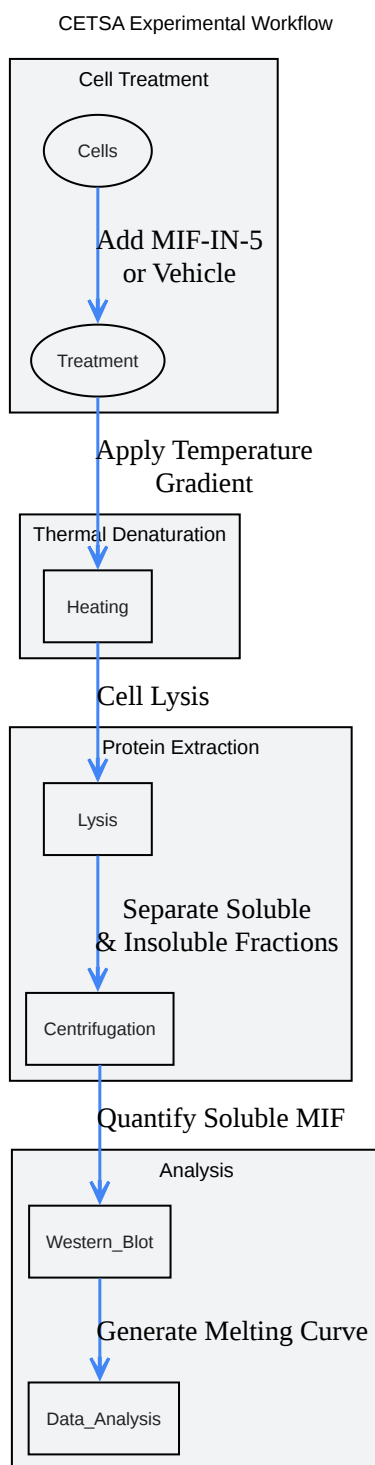 CETSA Experimental Workflow
Cell Treatment
Cells
Add MIF-IN-5
or Vehicle
Treatment
Apply Temperature
Gradient
Thermal Denaturation
Heating
Cell Lysis
Protein Extraction
Lysis
Separate Soluble
& Insoluble Fractions
Centrifugation
Quantify Soluble MIF
Analysis
Western_Blot
Generate Melting Curve
Data_Analysis